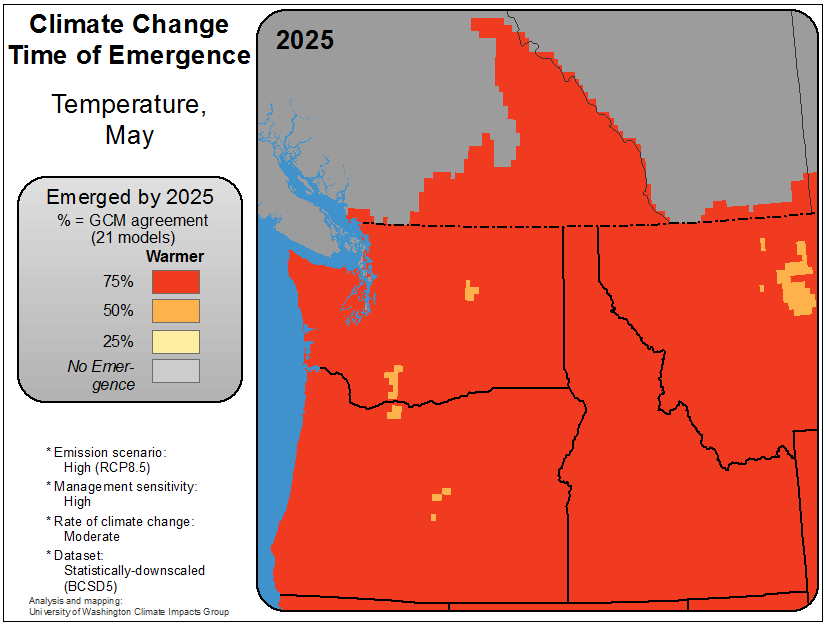 Climate Change
Time of Emergence
Temperature,
May
Emerged by 2025
% = GCM agreement
(21 models)
Warmer
75%
50%
25%
No Emer-
gence
* Emission scenario:
High (RCP8.5)
* Management sensitivity:
High
* Rate of climate change:
Moderate
* Dataset:
Statistically-downscaled
(BCSD5)
Analysis and mapping:
University of Washington Climate Impacts Group
2025